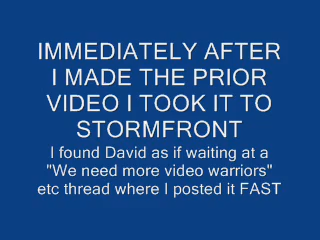 IMMEDIATELY AFTER
I MADE THE PRIOR
VIDEO I TOOK IT TO
STORMFRONT
I found David as if waiting at a
"We need more video warriors"
etc thread where I posted it FAST